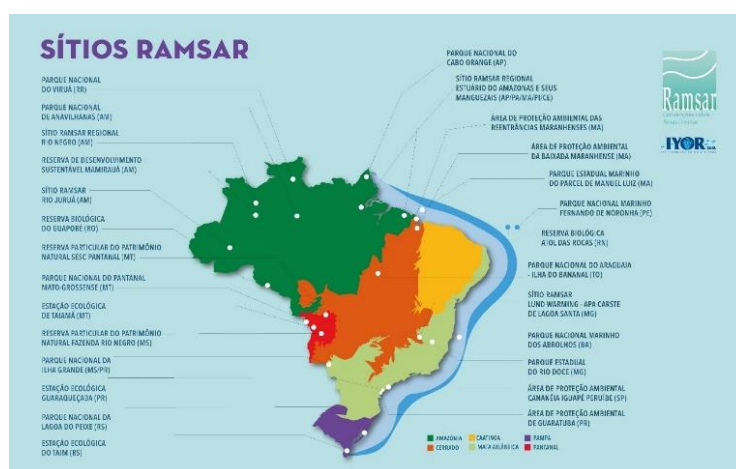 SÍTIOS RAMSAR
PARQUE NACIONAL
DO VIRUÁ (RR)
PARQUE NACIONAL
DE ANAVILHANAS (AM)
SÍTIO RAMSAR REGIONAL
RIO NEGRO (AM)
RESERVA DE DESENVOLVIMENTO
SUSTENTÁVEL MAMIRAUÁ (AM)
SÍTIO RAMSAR
RIO JURUÁ (AM)
RESERVA BIOLÓGICA
DO GUAPORÉ (RO)
RESERVA PARTICULAR DO PATRIMÔNIO
NATURAL SESC PANTANAL (MT)
PARQUE NACIONAL DO PANTANAL
MATO-GROSSENSE (MT)
ESTAÇÃO ECOLÓGICA
DE TAIAMÃ (MT)
RESERVA PARTICULAR DO PATRIMÔNIO
NATURAL FAZENDA RIO NEGRO (MS)
PARQUE NACIONAL DA
ILHA GRANDE (MS/PR)
ESTAÇÃO ECOLÓGICA
GUARAQUEÇABA (PR)
PARQUE NACIONAL DA
LAGOA DO PEIXE (RS)
ESTAÇÃO ECOLÓGICA
DO TAIM (RS)
PARQUE NACIONAL DO
CABO ORANGE (AP)
SÍTIO RAMSAR REGIONAL
ESTUÁRIO DO AMAZONAS E SEUS
MANGUEZAIS (AP/PA/MA/PI/CE)
ÁREA DE PROTEÇÃO AMBIENTAL DAS
REENTRÂNCIAS MARANHENSES (MA)
ÁREA DE PROTEÇÃO AMBIENTAL
DA BAIXADA MARANHENSE (MA)
PARQUE ESTADUAL MARINHO
DO PARCEL DE MANUEL LUIZ (MA)
PARQUE NACIONAL MARINHO
FERNANDO DE NORONHA (PE)
RESERVA BIOLÓGICA
ATOL DAS ROCAS (RN)
PARQUE NACIONAL DO ARAGUAIA
- ILHA DO BANANAL (TO)
SÍTIO RAMSAR
LUND WARMING - APA CARSTE
DE LAGOA SANTA (MG)
PARQUE NACIONAL MARINHO
DOS ABROLHOS (BA)
PARQUE ESTADUAL
DO RIO DOCE (MG)
ÁREA DE PROTEÇÃO AMBIENTAL
CANANÉIA IGUAPE PERUÍBE (SP)
ÁREA DE PROTEÇÃO AMBIENTAL
DE GUARATUBA (PR)
Ramsar
IYOR
AMAZÔNIA
CAATINGA
PAMPA
CERRADO
MATA ATLÂNTICA
PANTANAL